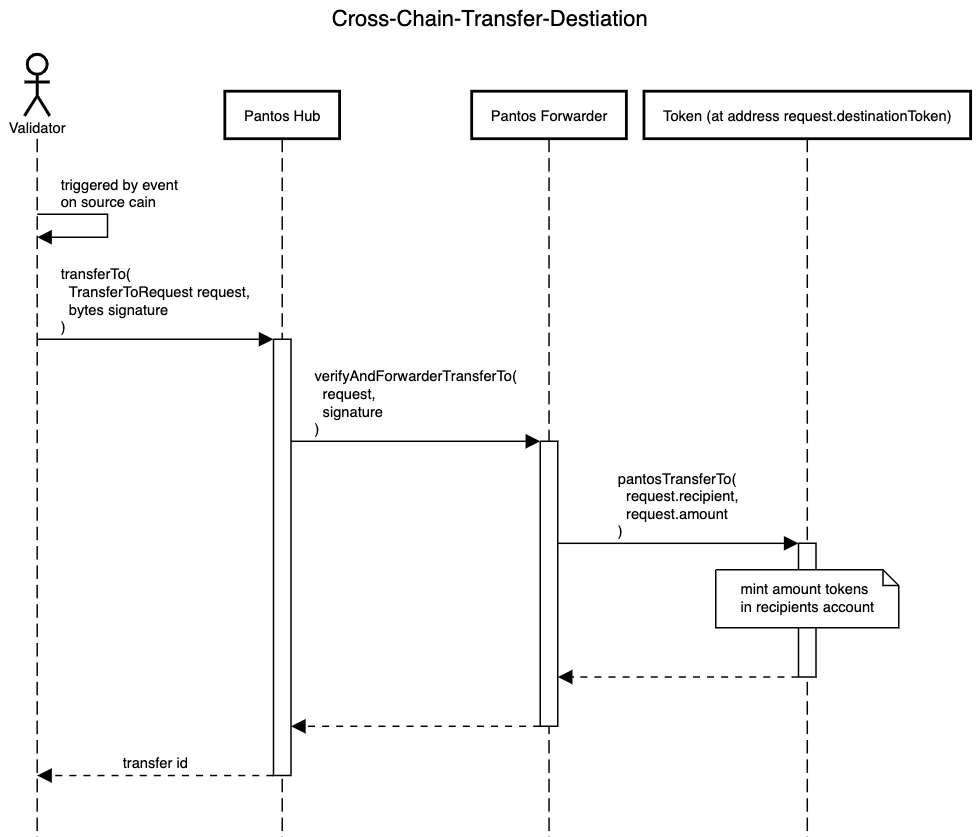 Cross-Chain-Transfer-Destiation
Validator
Pantos Hub
Pantos Forwarder
Token (at address request.destinationToken)
triggered by event
on source cain
transferTo(
TransferToRequest request,
bytes signature
)
verifyAndForwarderTransferTo(
request,
signature
)
pantosTransferTo(
request.recipient,
request.amount
)
mint amount tokens
in recipients account
transfer id